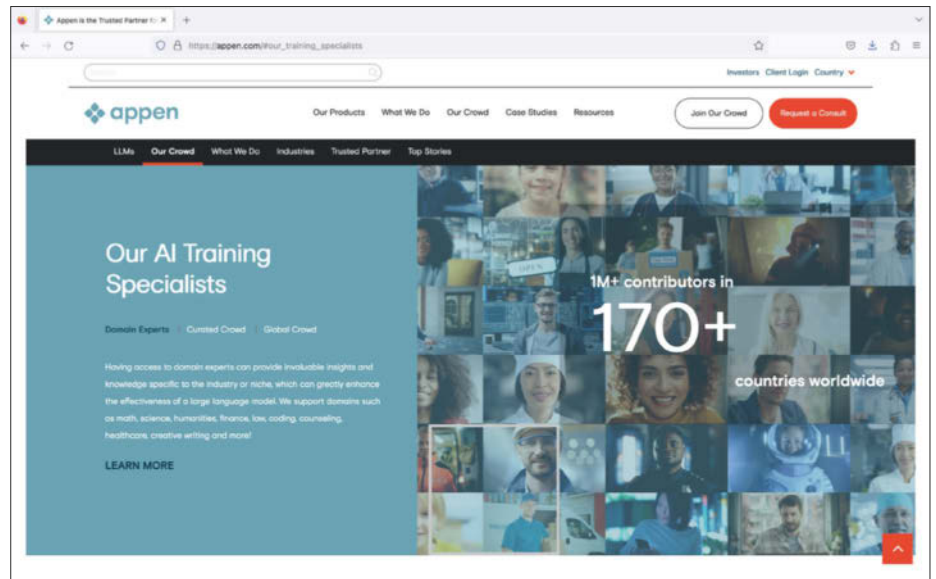 Appen is the Trusted Partner fo
https://appen.com/#our_training_specialists
Search
Investors Client Login Country
appen
Our Products What We Do Our Crowd Case Studies Resources
Join Our Crowd
Request a Consult
LLMs Our Crowd What We Do Industries Trusted Partner Top Stories
Our AI Training
Specialists
Domain Experts | Curated Crowd | Global Crowd
Having access to domain experts can provide invaluable insights and
knowledge specific to the industry or niche, which can greatly enhance
the effectiveness of a large language model. We support domains such
as math, science, humanities, finance, law, coding, counseling,
healthcare, creative writing and more!
LEARN MORE
OPEN
1M+ contributors in
170+
countries worldwide